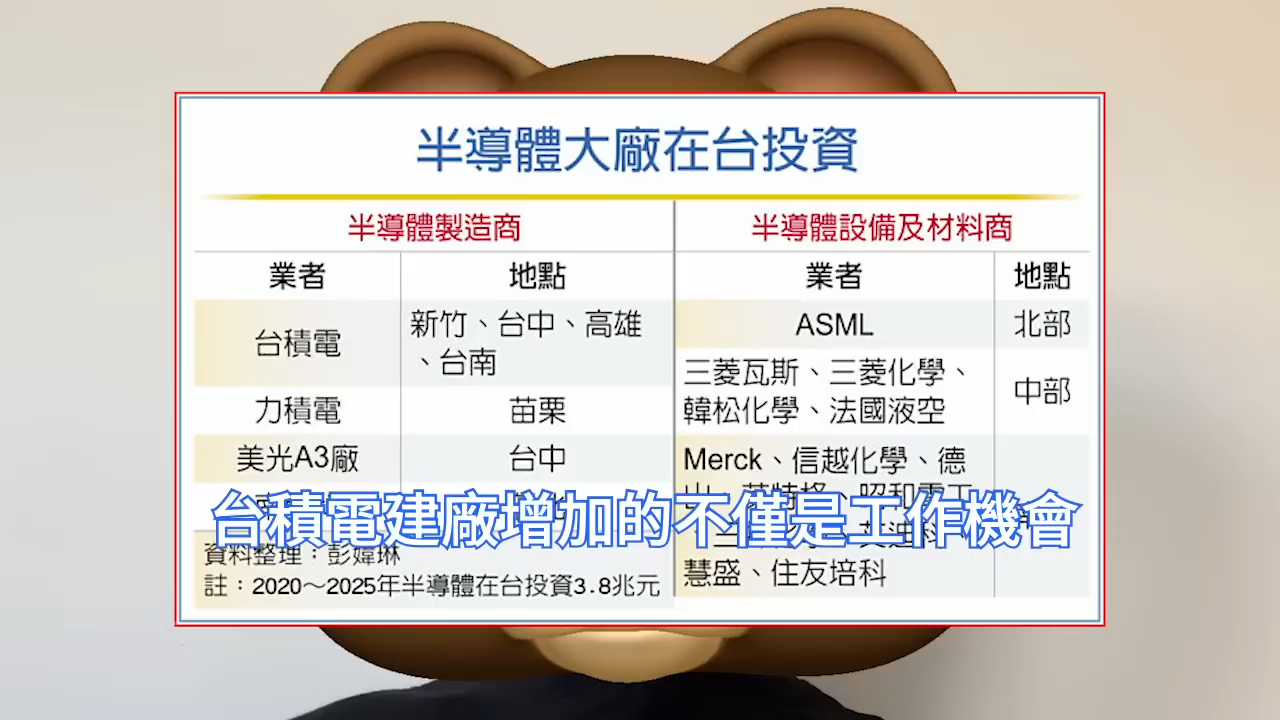 半導體大廠在台投資
半導體製造商
半導體設備及材料商
業者
地點
業者
地點
台積電
新竹、台中、高雄
、台南
ASML
北部
力積電
苗栗
三菱瓦斯、三菱化學、
韓松化學、法國液空
中部
美光A3廠
台中
Merck、信越化學、德
慧盛、住友培科
台積電建廠增加的不僅是工作機會
資料整理：彭媁琳
註：2020～2025年半導體在台投資3.8兆元